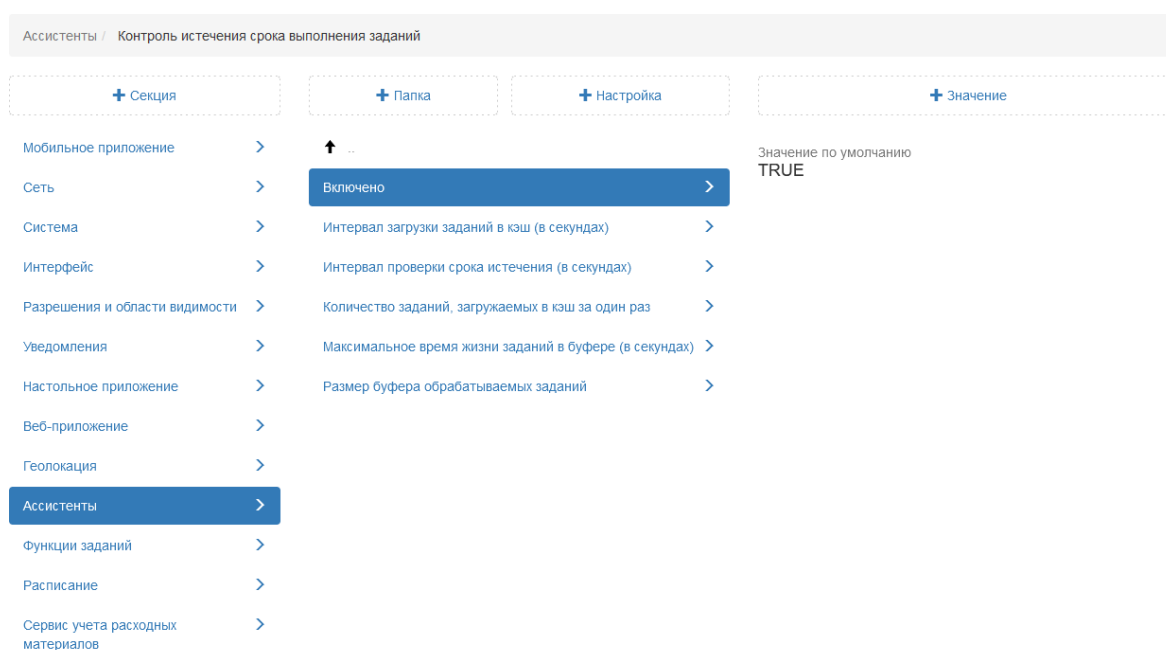 Ассистенты / Контроль истечения срока выполнения заданий
+ Секция
+ Папка
+ Настройка
+ Значение
Мобильное приложение
Сеть
Система
Интерфейс
Разрешения и области видимости
Уведомления
Настольное приложение
Веб-приложение
Геолокация
Ассистенты
Функции заданий
Расписание
Сервис учета расходных
материалов
..
Включено
Интервал загрузки заданий в кэш (в секундах)
Интервал проверки срока истечения (в секундах)
Количество заданий, загружаемых в кэш за один раз
Максимальное время жизни заданий в буфере (в секундах)
Размер буфера обрабатываемых заданий
Значение по умолчанию
TRUE